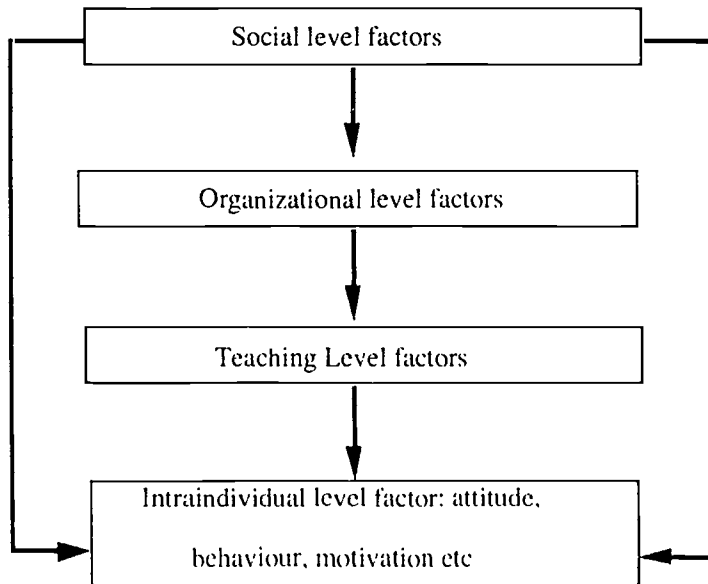 Social level factors
Organizational level factors
Teaching Level factors
Intraindividual level factor: attitude,
behaviour, motivation etc